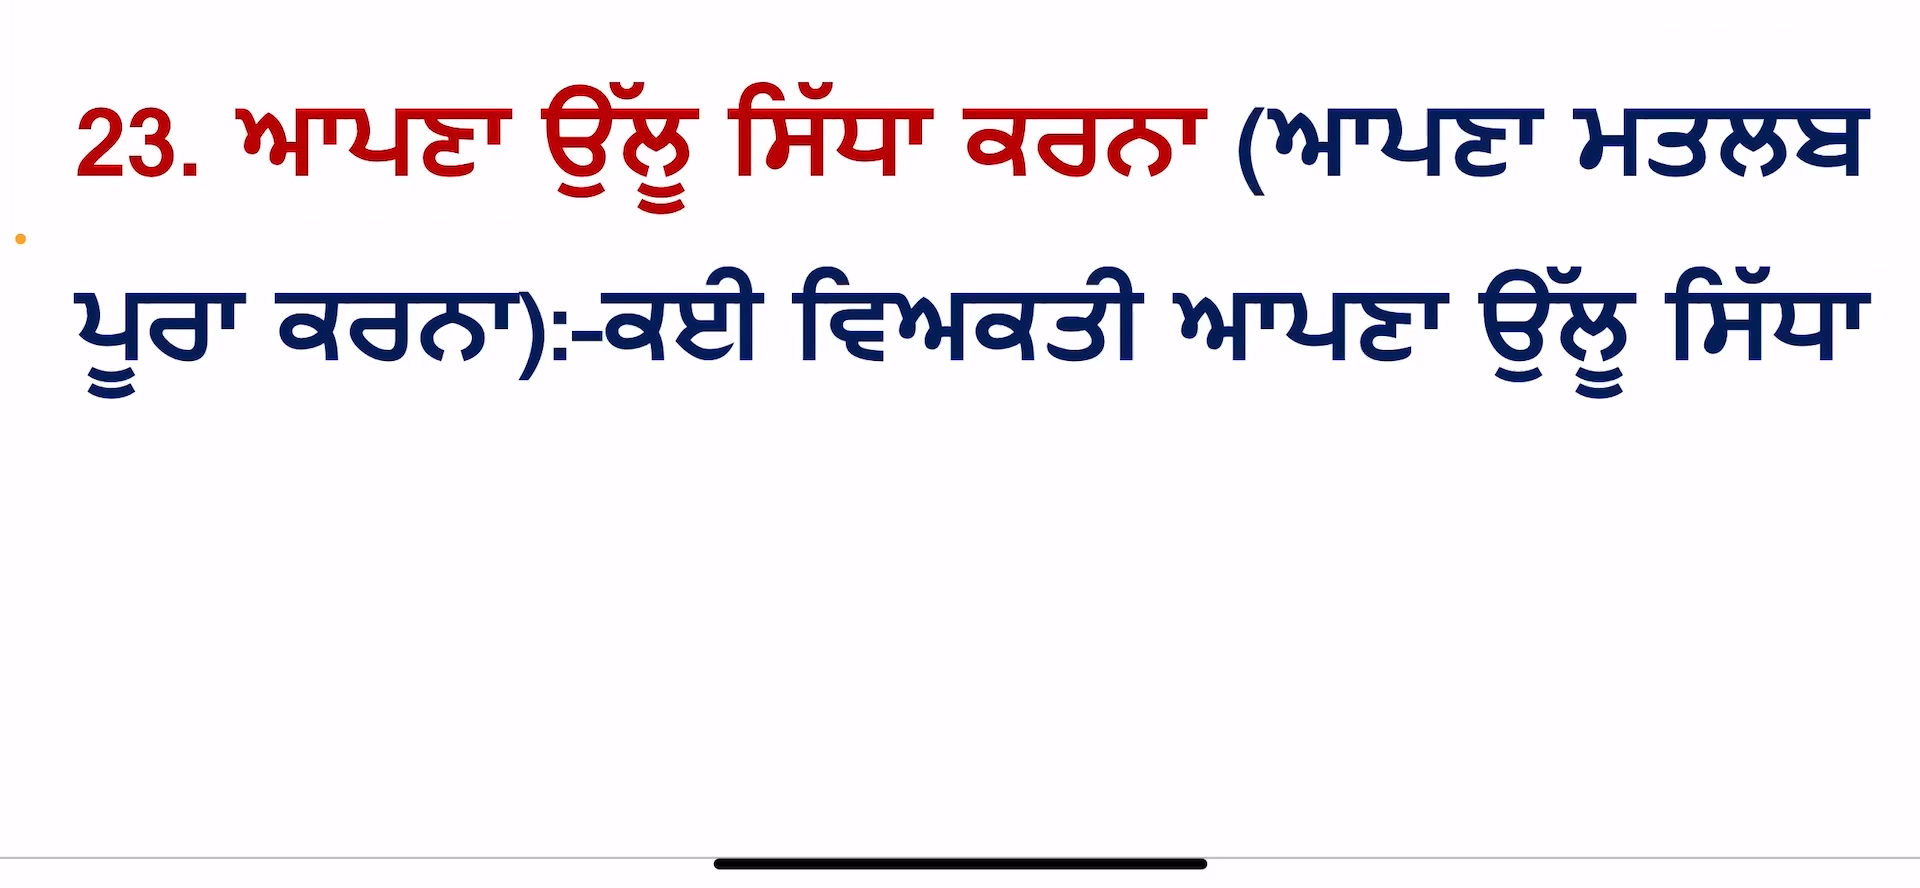 23. ਆਪਣਾ ਉੱਲੂ ਸਿੱਧਾ ਕਰਨਾ (ਆਪਣਾ ਮਤਲਬ
ਪੂਰਾ ਕਰਨਾ):-ਕਈ ਵਿਅਕਤੀ ਆਪਣਾ ਉੱਲੂ ਸਿੱਧਾ